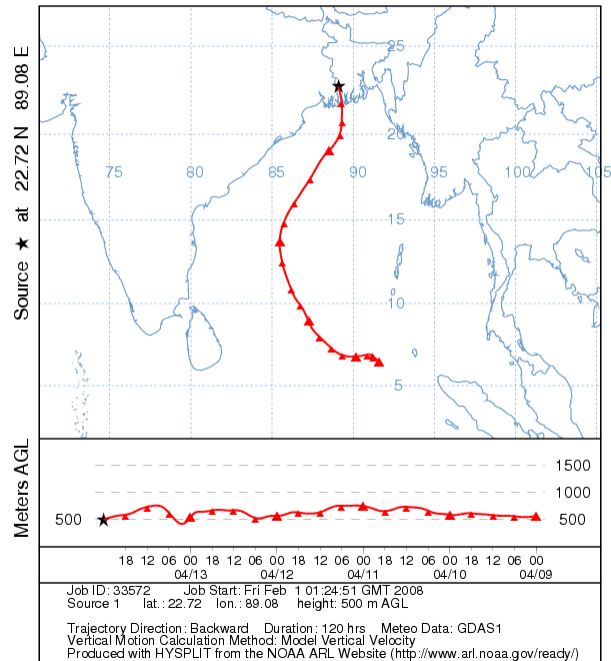 Source ★ at 22.72 N 89.08 E
25
20
75 80 85 90 95 100 105
15
10
5
Meters AGL
1500
1000
500 500
18 12 06 00 18 12 06 00 18 12 06 00 18 12 06 00 18 12 06 00
04/13 04/12 04/11 04/10 04/09
Job ID: 33572 Job Start: Fri Feb 1 01:24:51 GMT 2008
Source 1 lat.: 22.72 lon.: 89.08 height: 500 m AGL
Trajectory Direction: Backward Duration: 120 hrs Meteo Data: GDAS1
Vertical Motion Calculation Method: Model Vertical Velocity
Produced with HYSPLIT from the NOAA ARL Website (http://www.arl.noaa.gov/ready/)